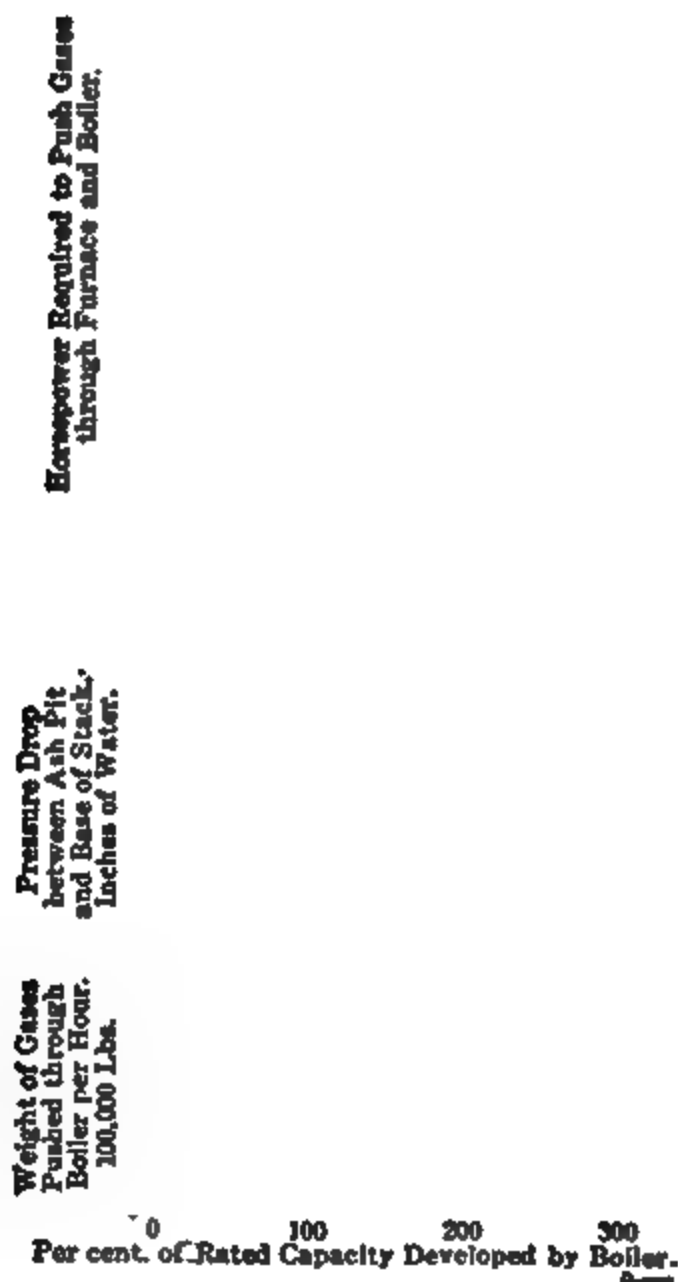 Horsepower Required to Push Gases
through Furnace and Boiler.
Pressure Drop
between Ash Pit
and Base of Stack,
Inches of Water.
Weight of Gases
Pushed through
Boiler per Hour.
100,000 Lbs.
0 100 200 300
Per cent. of Rated Capacity Developed by Boiler.